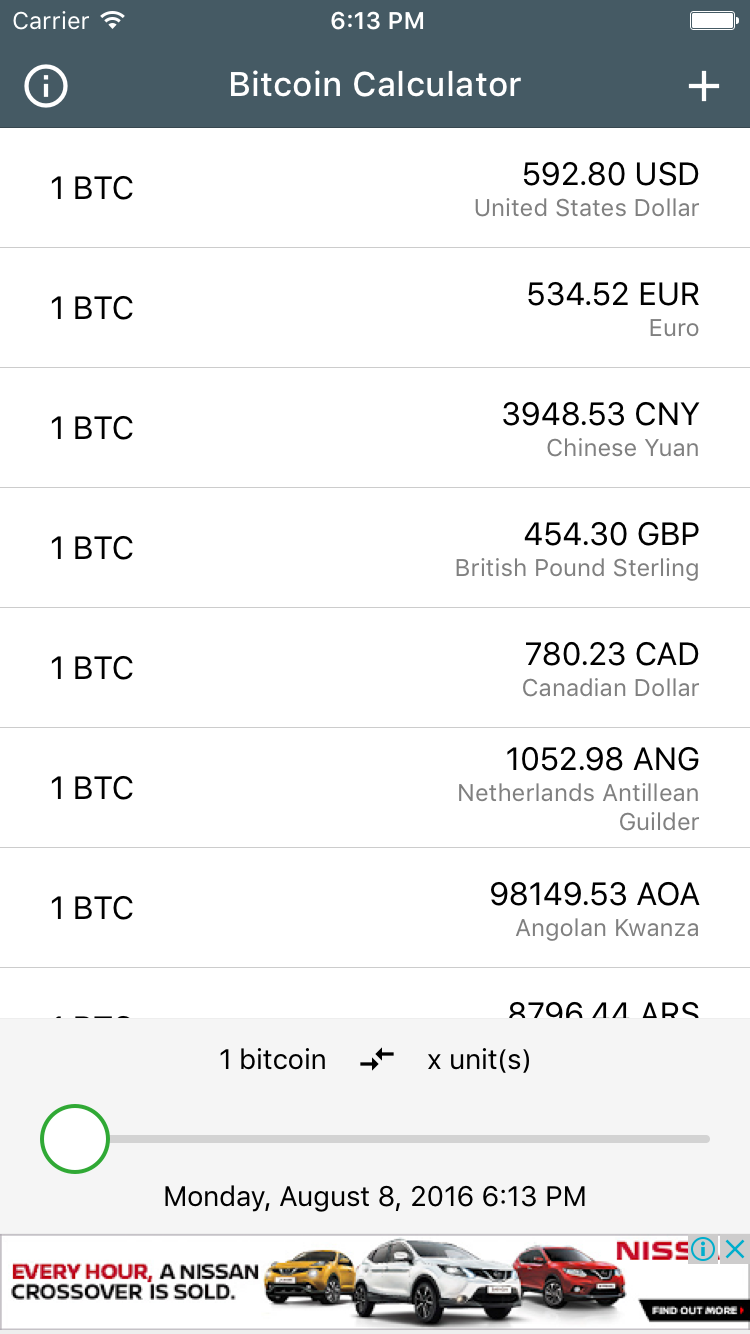 Carrier 6:13 PM
Bitcoin Calculator
1 BTC 592.80 USD
United States Dollar
1 BTC 534.52 EUR
Euro
1 BTC 3948.53 CNY
Chinese Yuan
1 BTC 454.30 GBP
British Pound Sterling
1 BTC 780.23 CAD
Canadian Dollar
1 BTC 1052.98 ANG
Netherlands Antillean
Guilder
1 BTC 98149.53 AOA
Angolan Kwanza
1 BTC 8796.44 ARS
1 bitcoin x unit(s)
Monday, August 8, 2016 6:13 PM
EVERY HOUR, A NISSAN
CROSSOVER IS SOLD.
FIND OUT MORE